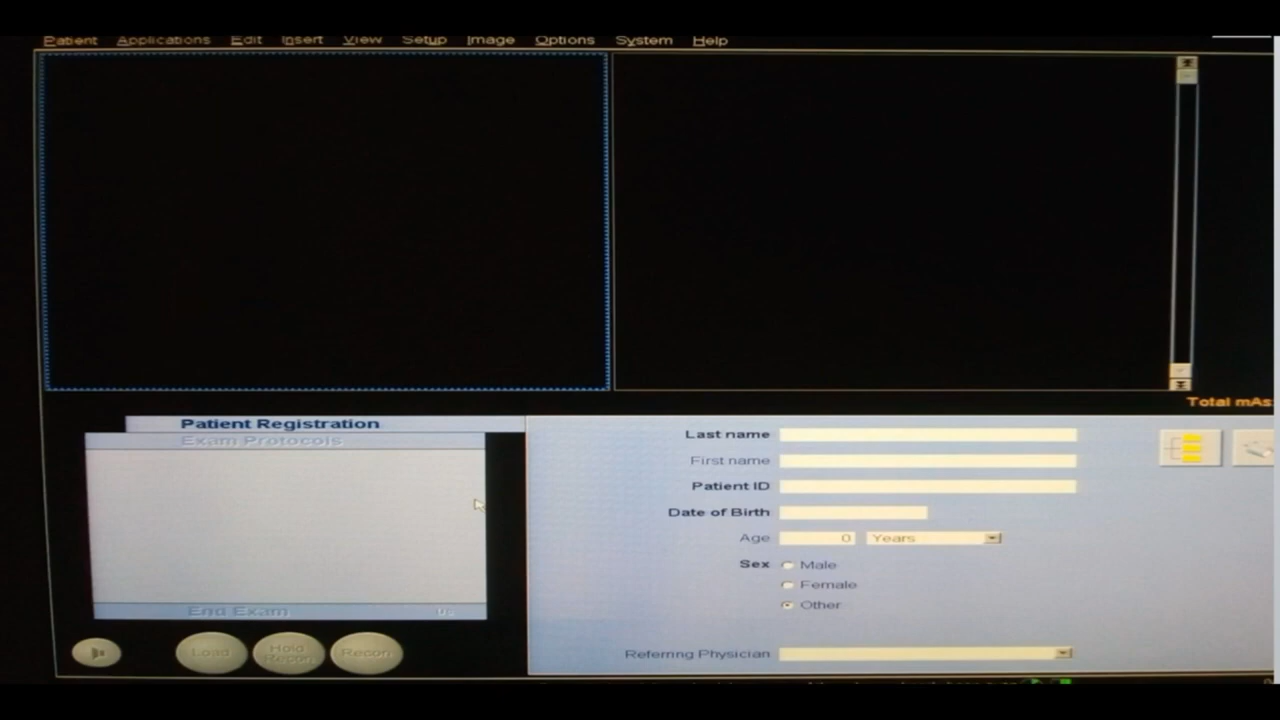 Patient Applications Edit Insert View Setup Image Options System Help
Total mAs
Patient Registration
Exam Protocols
End Exam
Load
Hold
Recon
Recon
Last name
First name
Patient ID
Date of Birth
Age 0 Years
Sex Male
Female
Other
Referring Physician